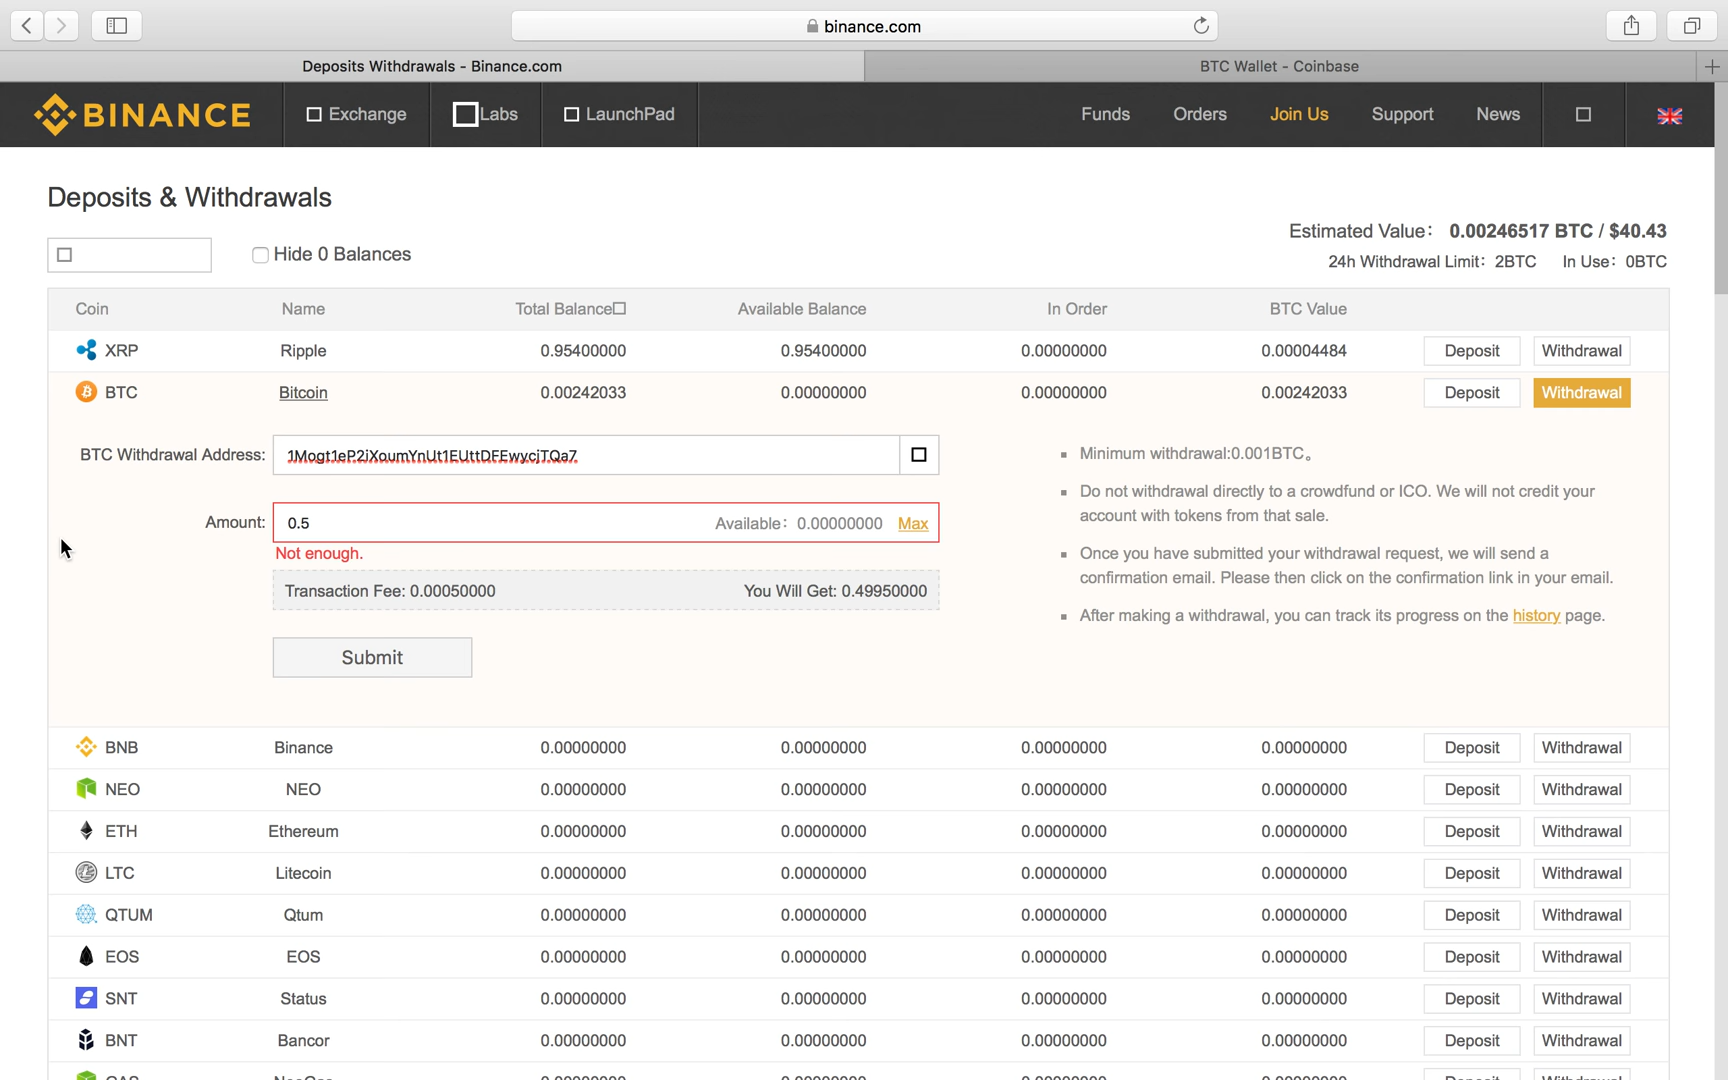 binance.com
Deposits Withdrawals - Binance.com
BTC Wallet - Coinbase
BINANCE Exchange Labs LaunchPad Funds Orders Join Us Support News
Deposits & Withdrawals
Estimated Value: 0.00246517 BTC / $40.43
Hide 0 Balances
24h Withdrawal Limit: 2BTC In Use: 0BTC
Coin Name Total Balance Available Balance In Order BTC Value
XRP Ripple 0.95400000 0.95400000 0.00000000 0.00004484 Deposit Withdrawal
BTC Bitcoin 0.00242033 0.00000000 0.00000000 0.00242033 Deposit Withdrawal
BTC Withdrawal Address: 1Mogt1eP2iXoumYnUt1EUttDFEwycjTQa7
Amount: 0.5 Available: 0.00000000 Max
Not enough.
Transaction Fee: 0.00050000 You Will Get: 0.49950000
Submit
Minimum withdrawal:0.001BTC。
Do not withdrawal directly to a crowdfund or ICO. We will not credit your
account with tokens from that sale.
Once you have submitted your withdrawal request, we will send a
confirmation email. Please then click on the confirmation link in your email.
After making a withdrawal, you can track its progress on the history page.
BNB Binance 0.00000000 0.00000000 0.00000000 0.00000000 Deposit Withdrawal
NEO NEO 0.00000000 0.00000000 0.00000000 0.00000000 Deposit Withdrawal
ETH Ethereum 0.00000000 0.00000000 0.00000000 0.00000000 Deposit Withdrawal
LTC Litecoin 0.00000000 0.00000000 0.00000000 0.00000000 Deposit Withdrawal
QTUM Qtum 0.00000000 0.00000000 0.00000000 0.00000000 Deposit Withdrawal
EOS EOS 0.00000000 0.00000000 0.00000000 0.00000000 Deposit Withdrawal
SNT Status 0.00000000 0.00000000 0.00000000 0.00000000 Deposit Withdrawal
BNT Bancor 0.00000000 0.00000000 0.00000000 0.00000000 Deposit Withdrawal